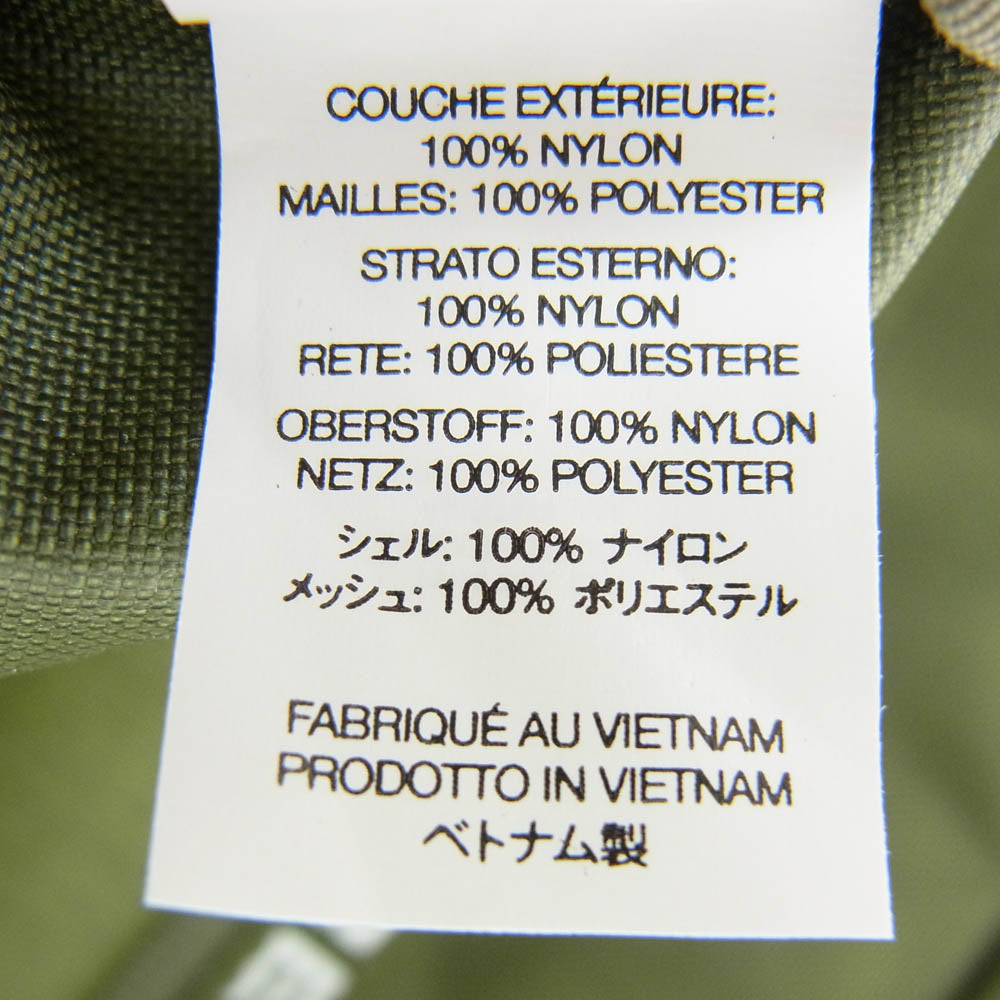 COUCHE EXTÉRIEURE:
100% NYLON
MAILLES: 100% POLYESTER
STRATO ESTERNO:
100% NYLON
RETE: 100% POLIESTERE
OBERSTOFF: 100% NYLON
NETZ: 100% POLYESTER
シェル: 100% ナイロン
メッシュ: 100% ポリエステル
FABRIQUÉ AU VIETNAM
PRODOTTO IN VIETNAM
ベトナム製